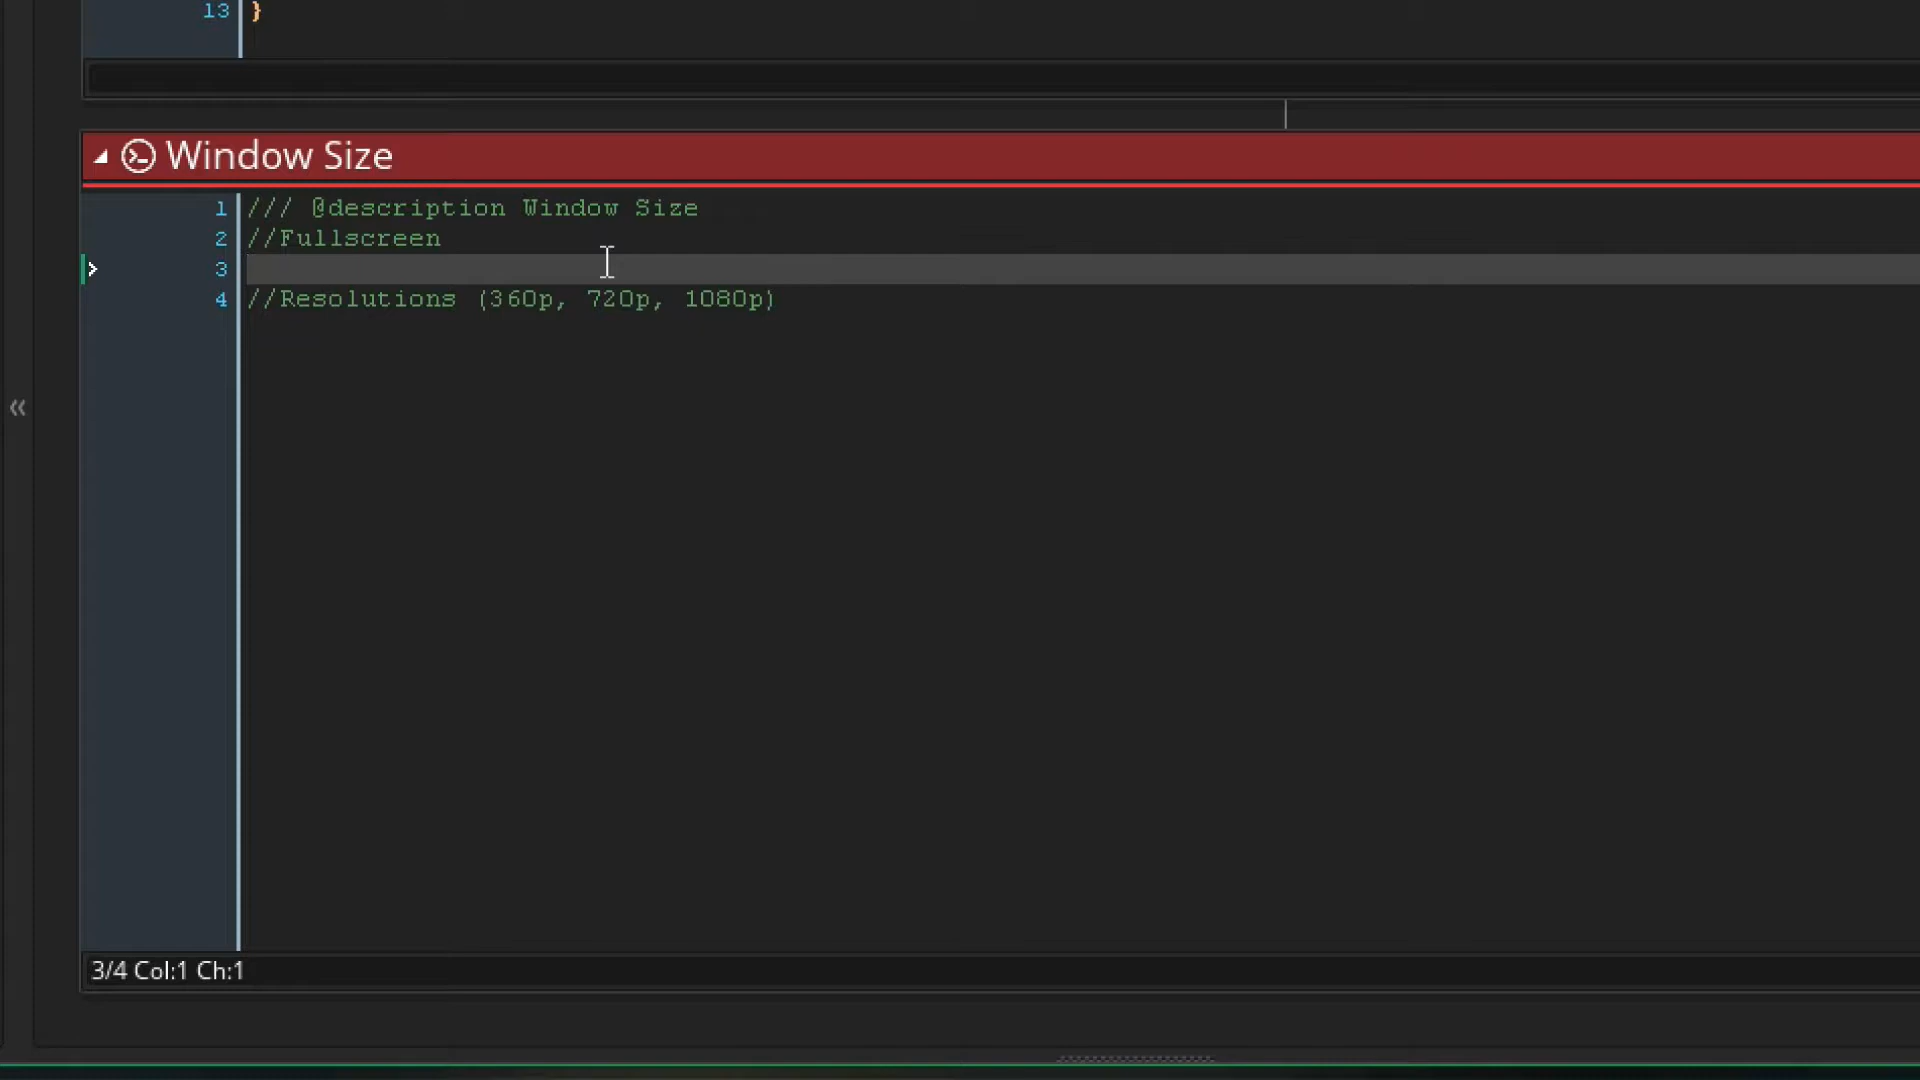 13 }
Window Size
1 /// @description Window Size
2 //Fullscreen
3
4 //Resolutions (360p, 720p, 1080p)
3/4 Col:1 Ch:1